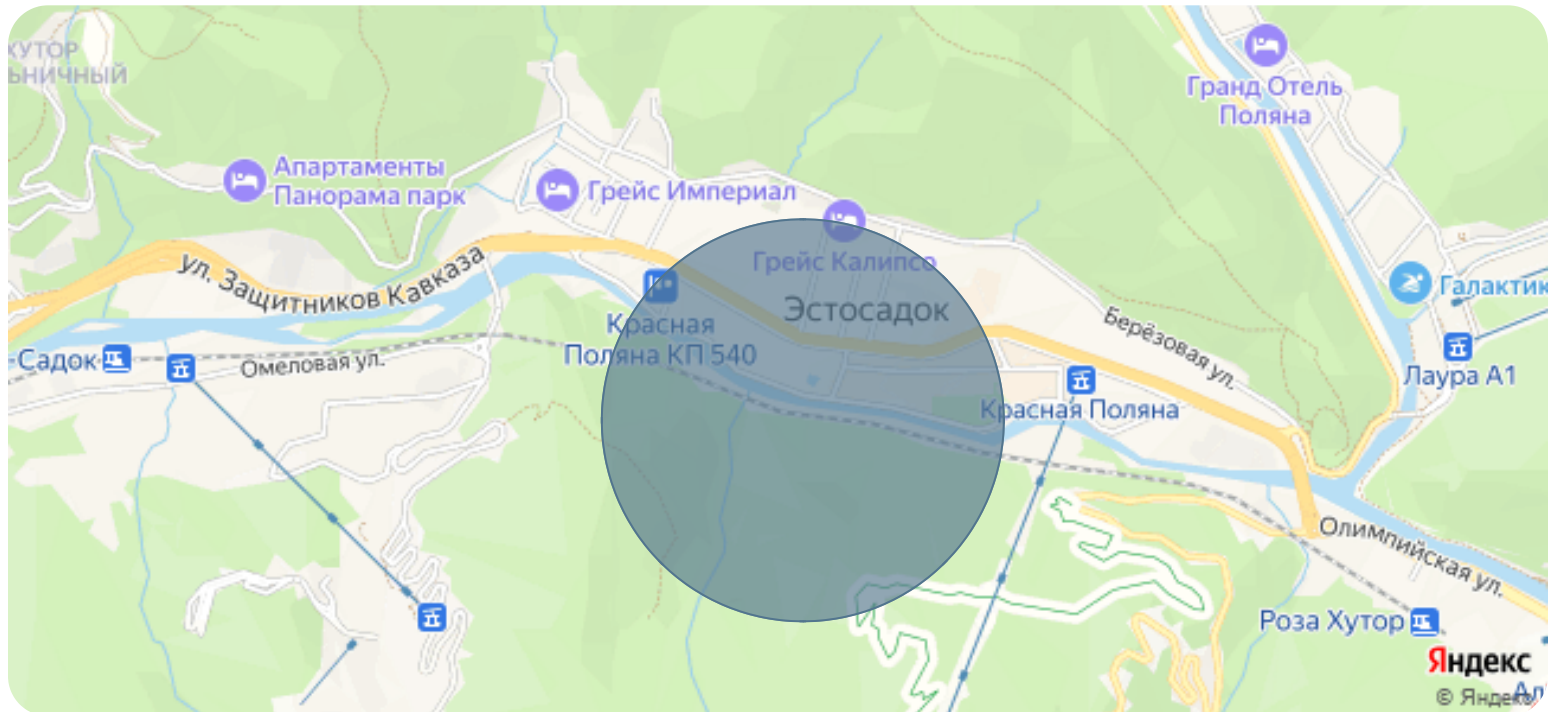 ХУТОР
ЬНИЧНЫЙ
Гранд Отель
Поляна
Апартаменты
Панорама парк
Грейс Империал
ул. Защитников Кавказа
Грейс Калипсо
Эстосадок
Красная
Поляна КП 540
Галактик
Берёзовая ул.
-Садок
Омеловая ул.
Лаура А1
Красная Поляна
Олимпийская ул.
Роза Хутор
Яндекс
© Яндекс
Ал